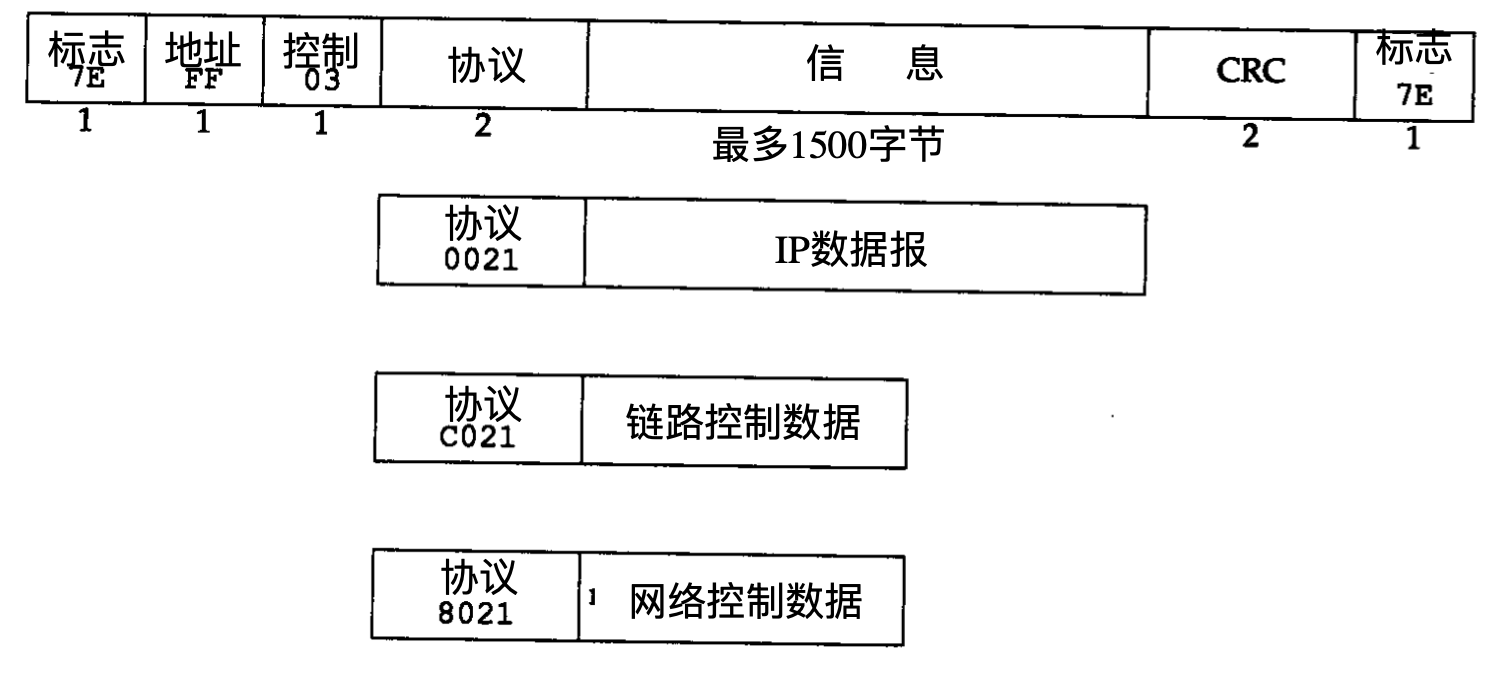 标志 地址 控制 协议 信 息 CRC 标志
7E FF 03 7E
1 1 1 2 最多1500字节 2 1
协议 IP数据报
0021
协议 链路控制数据
C021
协议 1 网络控制数据
8021